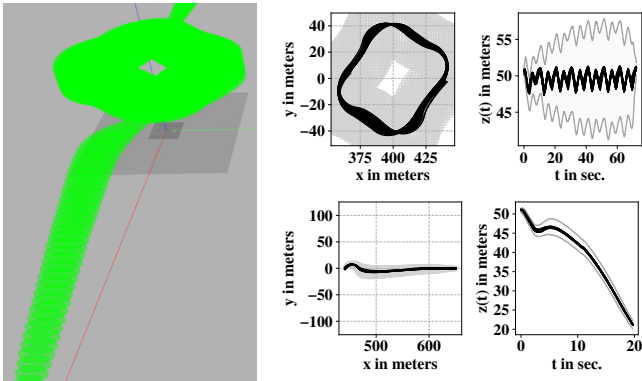 40
20
0
−20
−40
y in meters
375 400 425
x in meters
55
50
45
z(t) in meters
0 20 40 60
t in sec.
100
50
0
−50
−100
y in meters
500 600
x in meters
50
45
40
35
30
25
20
z(t) in meters
0 10 20
t in sec.